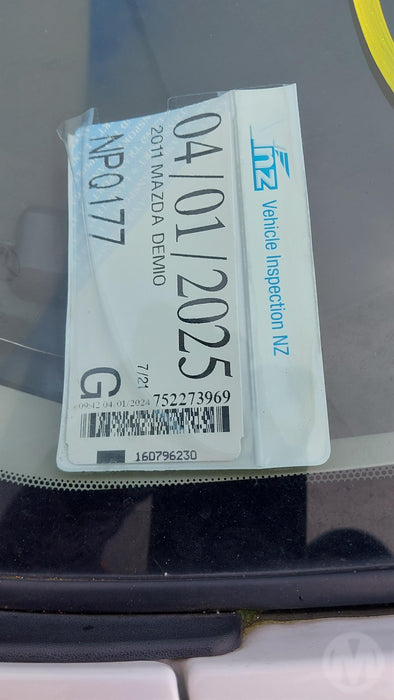 VINZ
Vehicle Inspection NZ
04/01/2025
2011 MAZDA DEMIO
NPQ177
7/21
G
09:42 04/01/2024 752273969
160796230